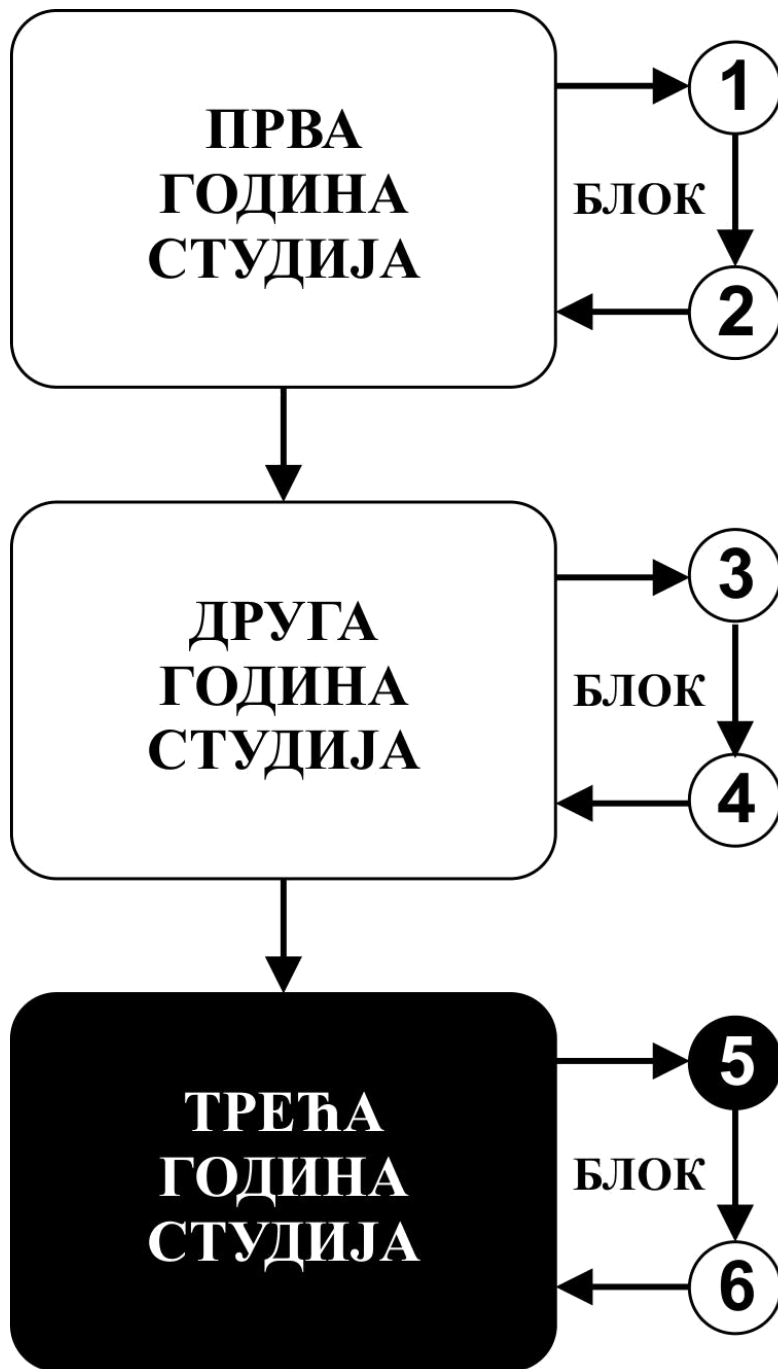 ПРВА
ГОДИНА
СТУДИЈА
1
БЛОК
2
ДРУГА
ГОДИНА
СТУДИЈА
3
БЛОК
4
ТРЕЋА
ГОДИНА
СТУДИЈА
5
БЛОК
6